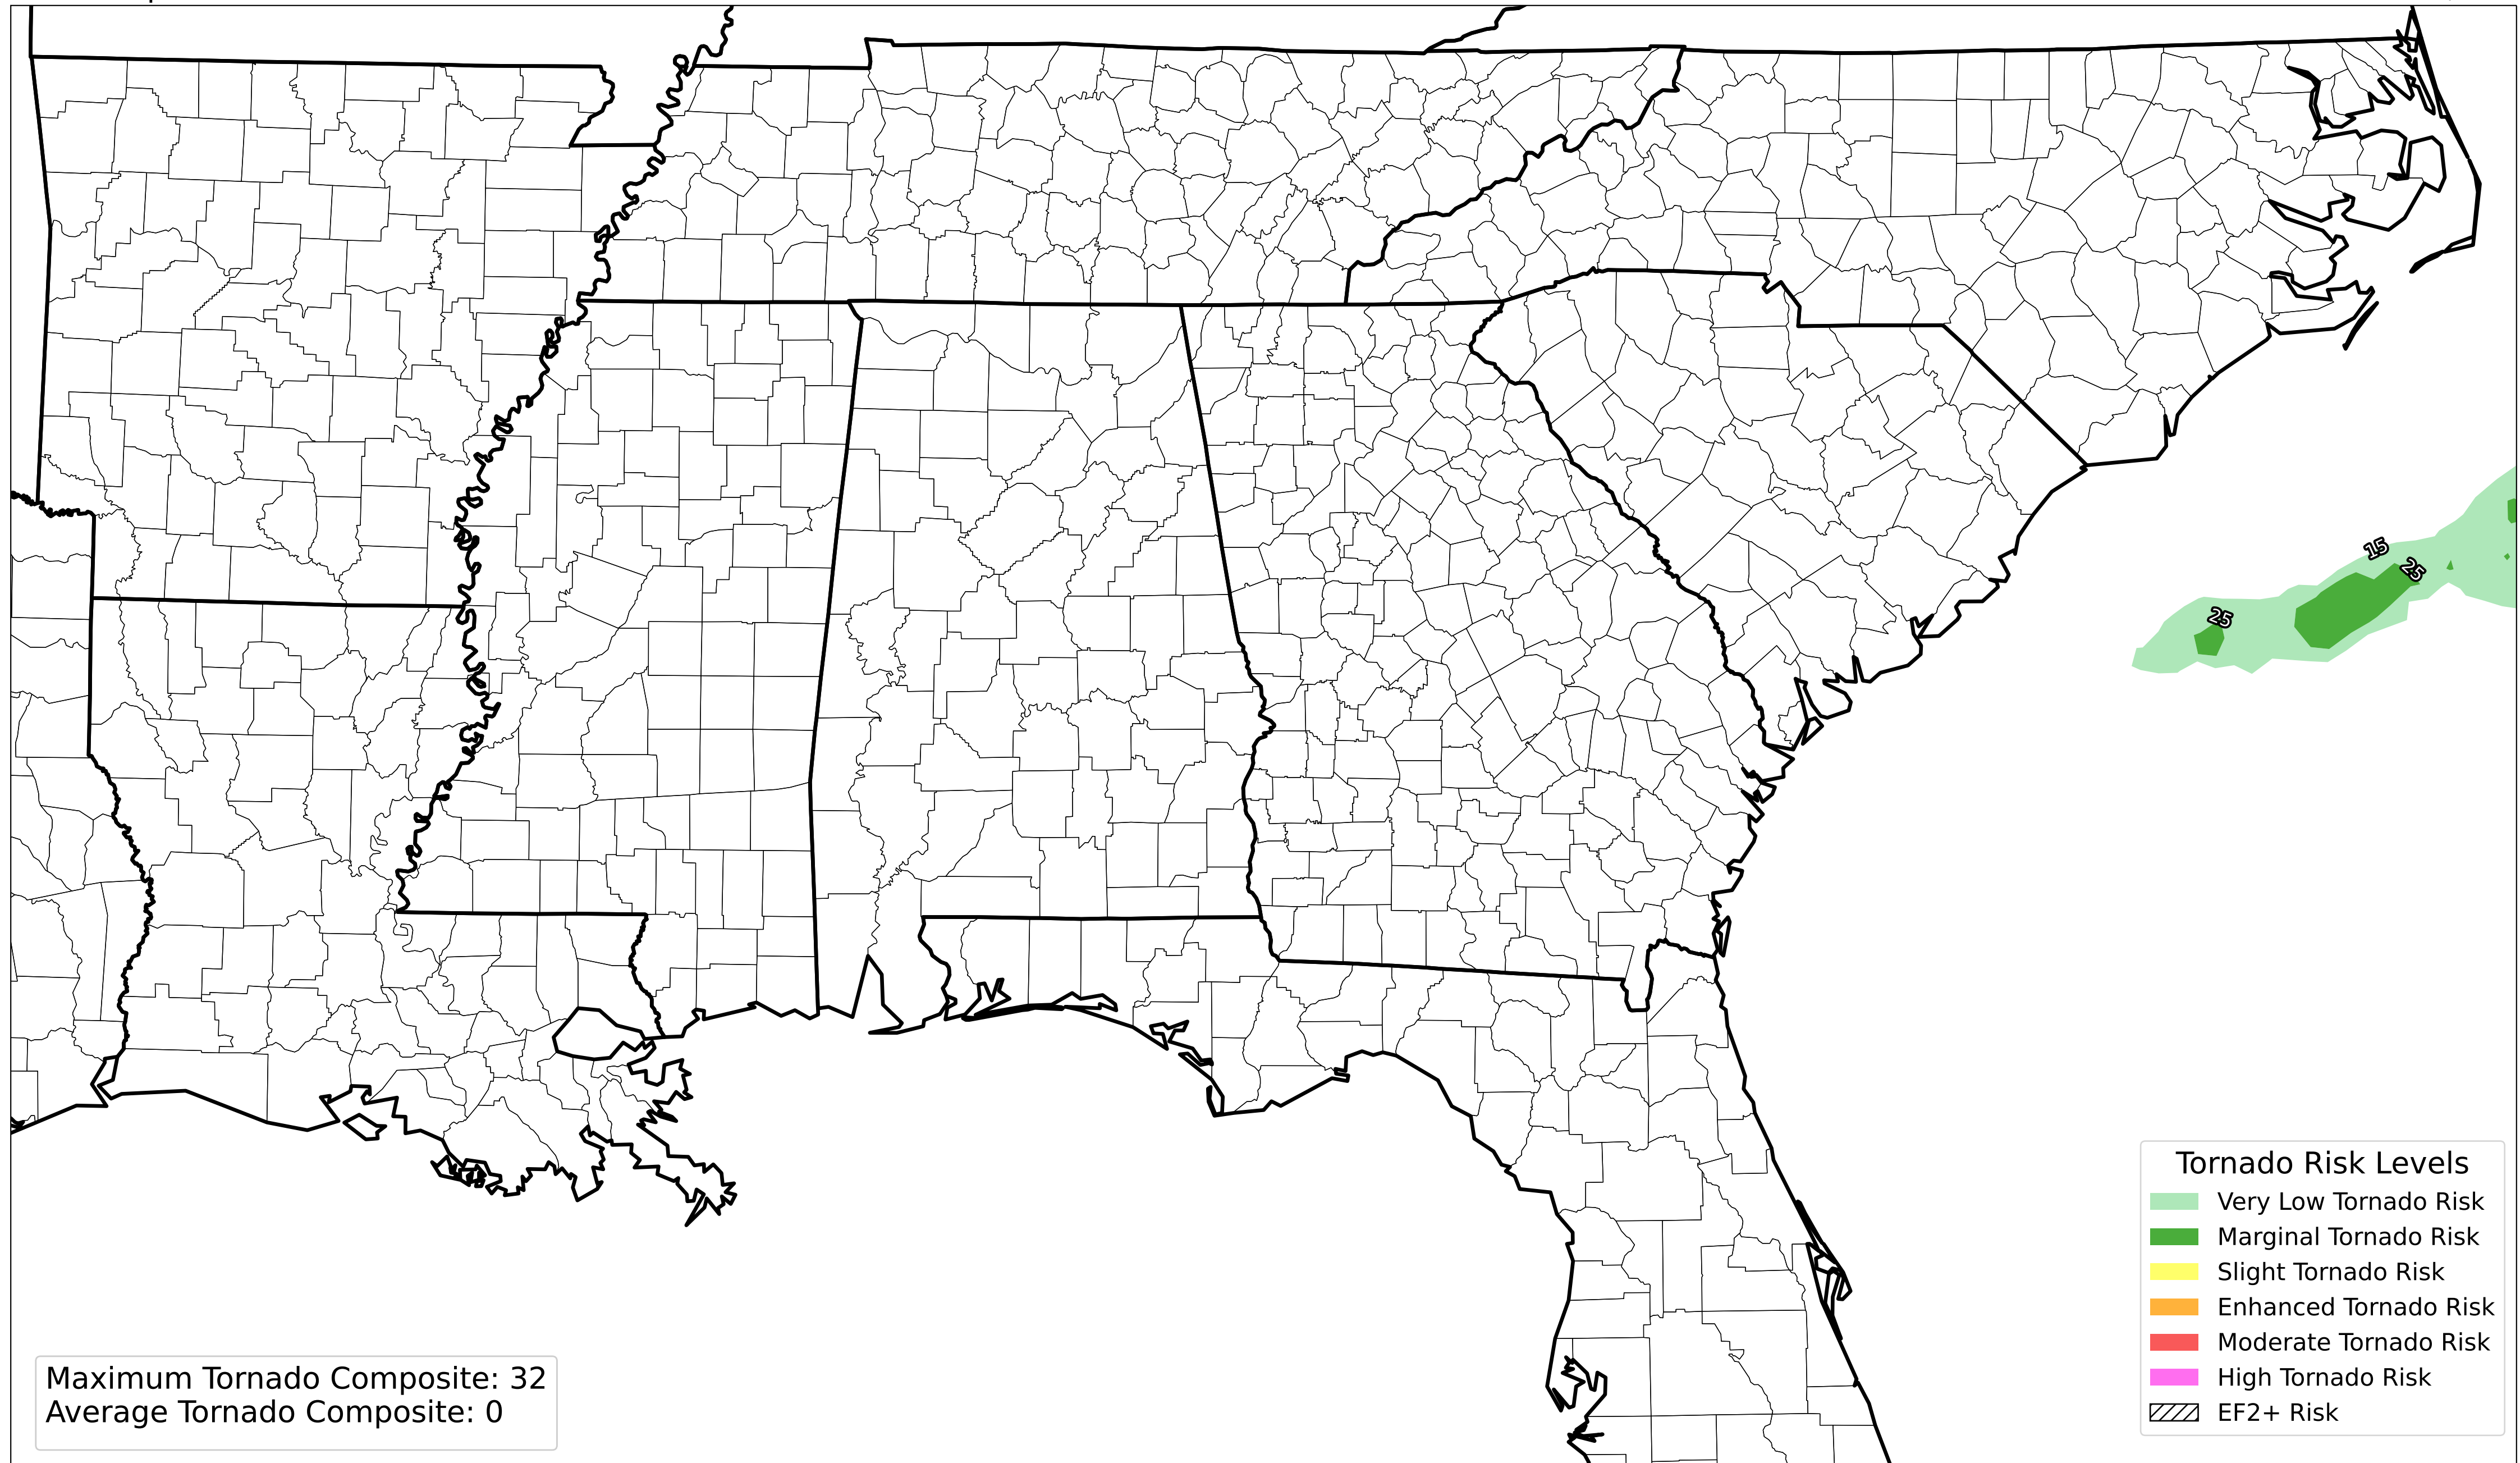 15
25
25
Tornado Risk Levels
Very Low Tornado Risk
Marginal Tornado Risk
Slight Tornado Risk
Enhanced Tornado Risk
Moderate Tornado Risk
High Tornado Risk
EF2+ Risk
Maximum Tornado Composite: 32
Average Tornado Composite: 0